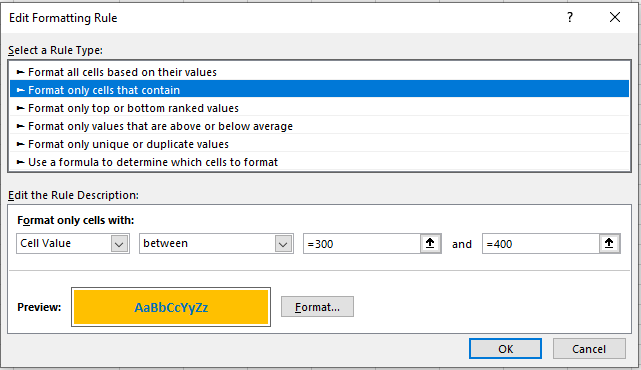 Edit Formatting Rule ? ×
Select a Rule Type:
► Format all cells based on their values
► Format only cells that contain
► Format only top or bottom ranked values
► Format only values that are above or below average
► Format only unique or duplicate values
► Use a formula to determine which cells to format
Edit the Rule Description:
Format only cells with:
Cell Value between =300 and =400
Preview: AaBbCcYyZz Format...
OK Cancel